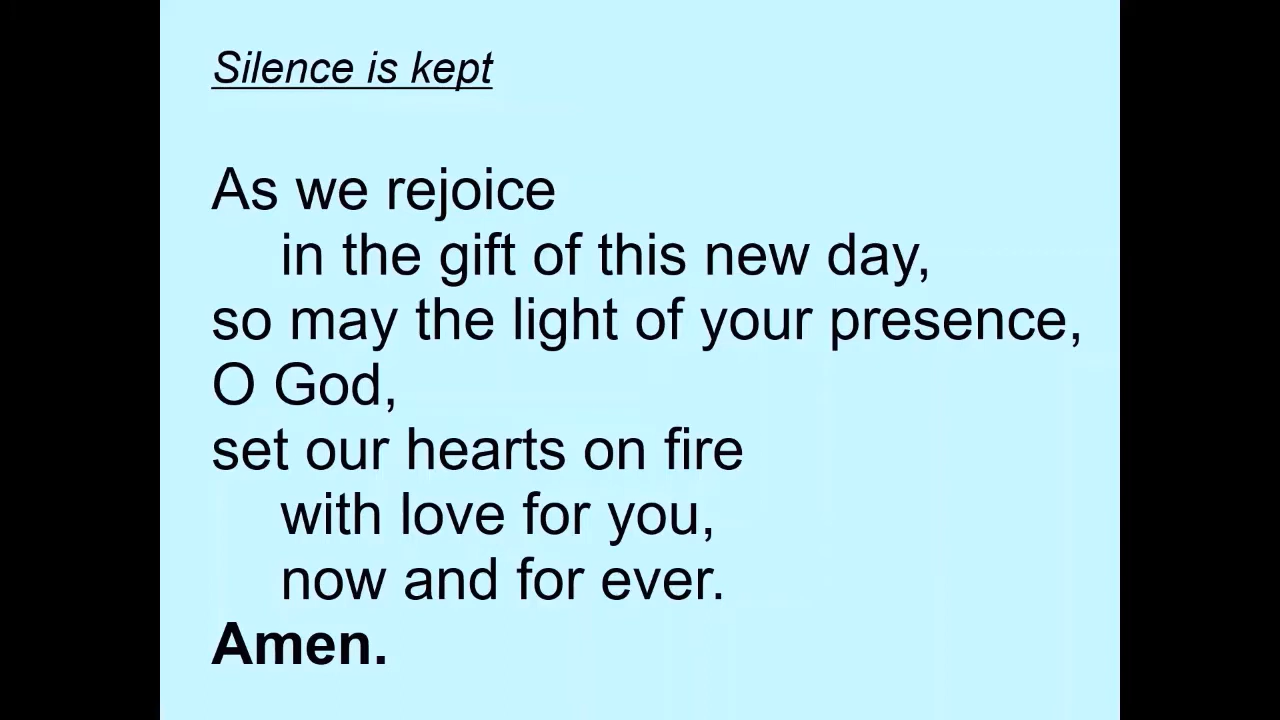 Silence is kept
As we rejoice
in the gift of this new day,
so may the light of your presence,
O God,
set our hearts on fire
with love for you,
now and for ever.
Amen.